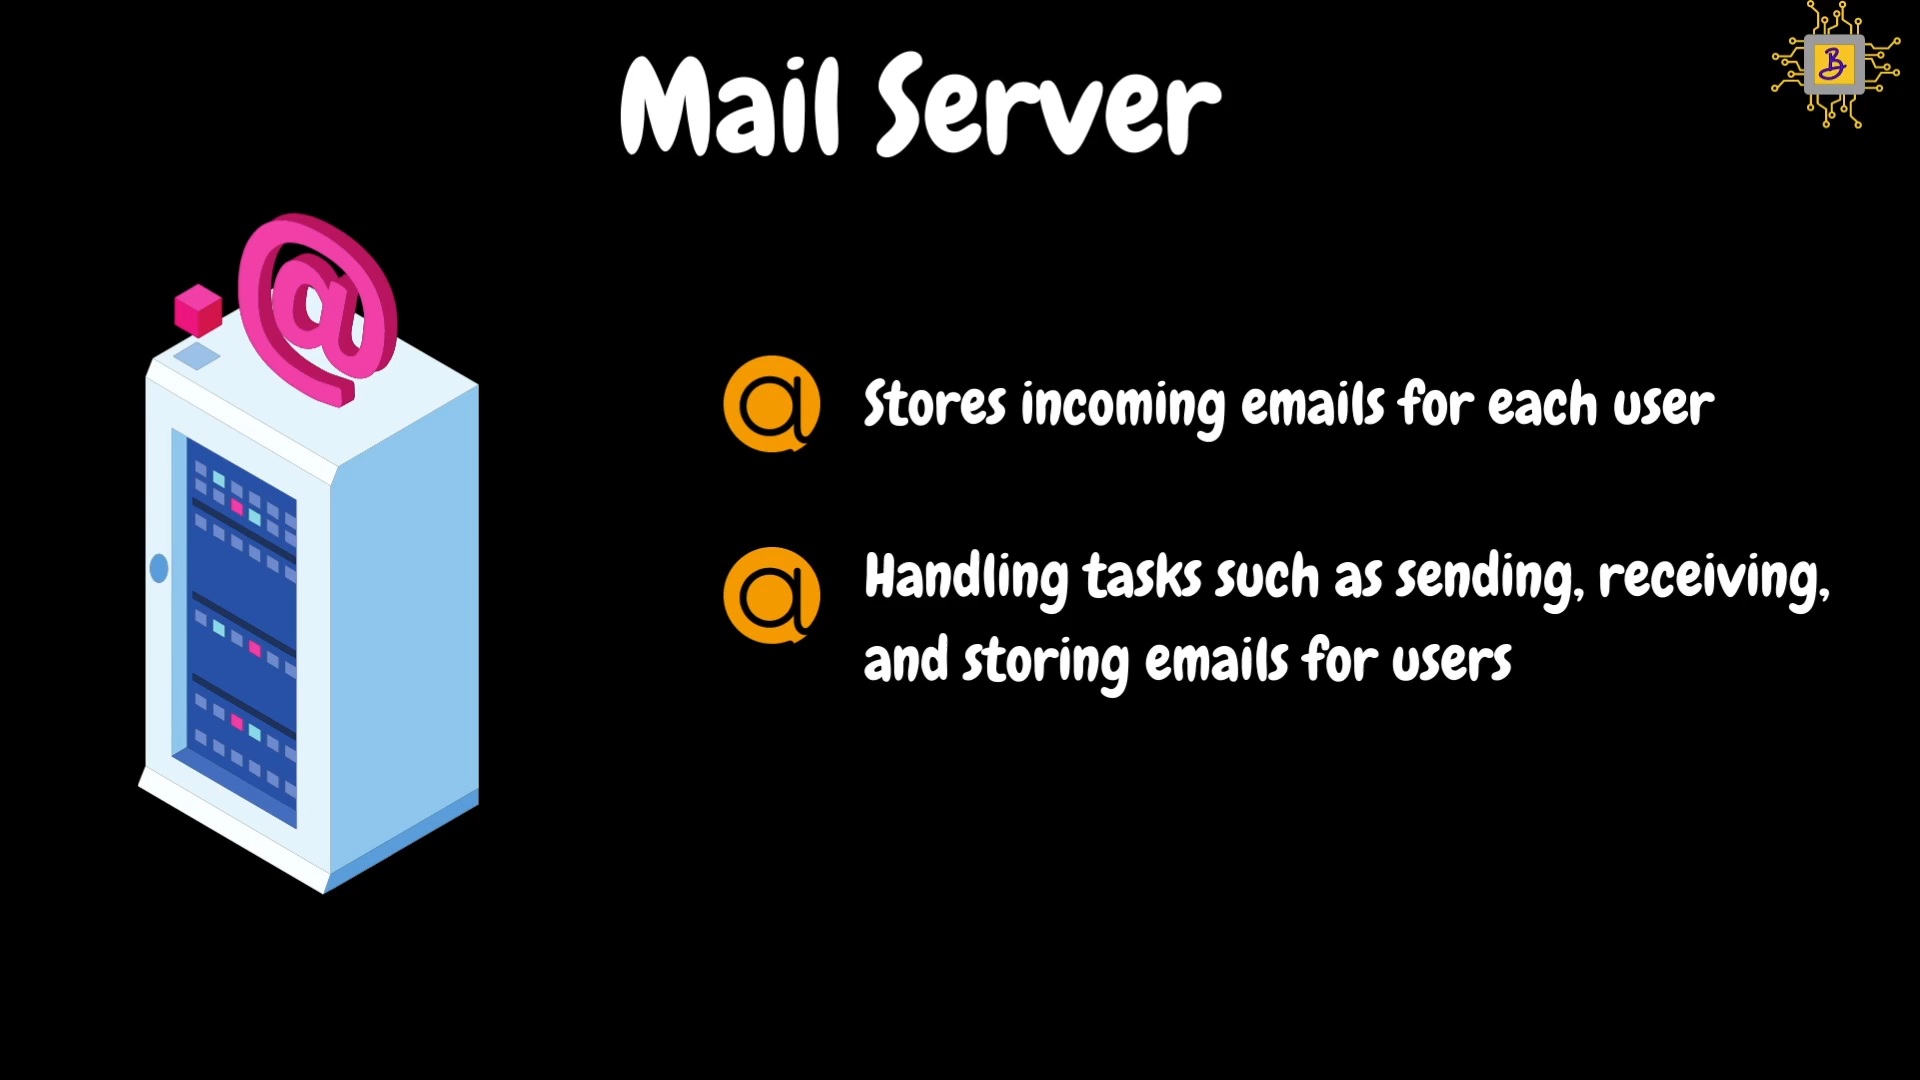 Mail Server
B
@
@ Stores incoming emails for each user
@ Handling tasks such as sending, receiving,
and storing emails for users